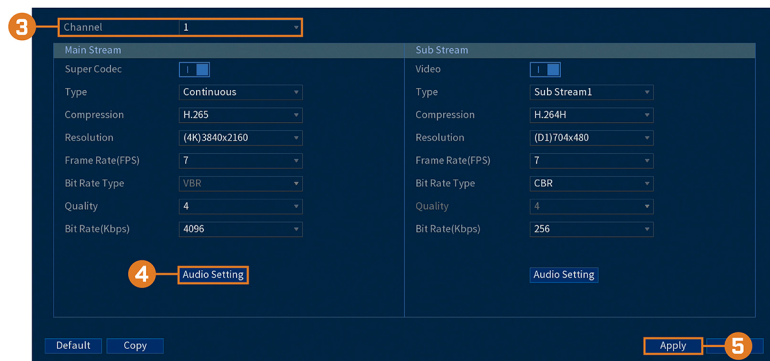 3 Channel 1
Main Stream Sub Stream
Super Codec Video
Type Continuous Type Sub Stream1
Compression H.265 Compression H.264H
Resolution (4K)3840x2160 Resolution (D1)704x480
Frame Rate(FPS) 7 Frame Rate(FPS) 7
Bit Rate Type VBR Bit Rate Type CBR
Quality 4 Quality 4
Bit Rate(Kbps) 4096 Bit Rate(Kbps) 256
4 Audio Setting Audio Setting
Default Copy Apply 5